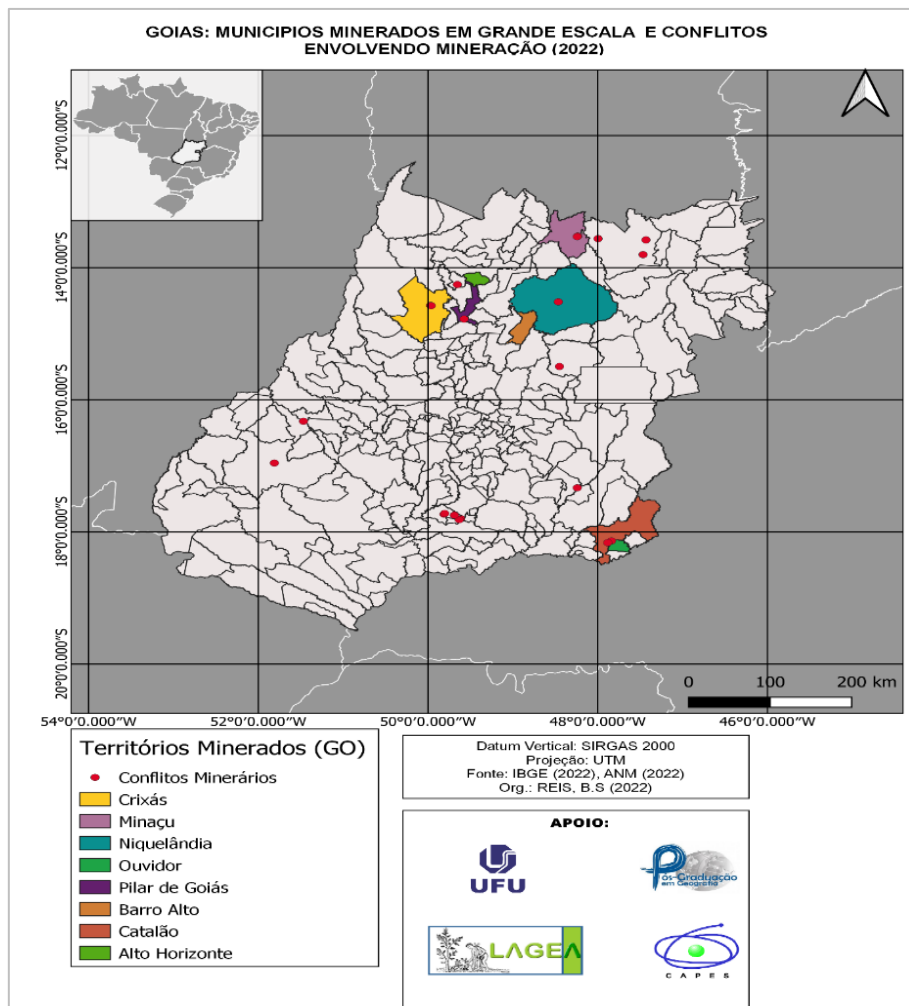 GOIAS: MUNICIPIOS MINERADOS EM GRANDE ESCALA E CONFLITOS
ENVOLVENDO MINERAÇÃO (2022)
12°0'0.000"S
14°0'0.000"S
16°0'0.000"S
18°0'0.000"S
20°0'0.000"S
0 100 200 km
54°0'0.000"W 52°0'0.000"W 50°0'0.000"W 48°0'0.000"W 46°0'0.000"W
Territórios Minerados (GO)
Conflitos Minerários
Crixás
Minaçu
Niquelândia
Ouvidor
Pilar de Goiás
Barro Alto
Catalão
Alto Horizonte
Datum Vertical: SIRGAS 2000
Projeção: UTM
Fonte: IBGE (2022), ANM (2022)
Org.: REIS, B.S (2022)
APOIO:
UFU
Pós-Graduação
em Geografia
LAGEA
CAPES